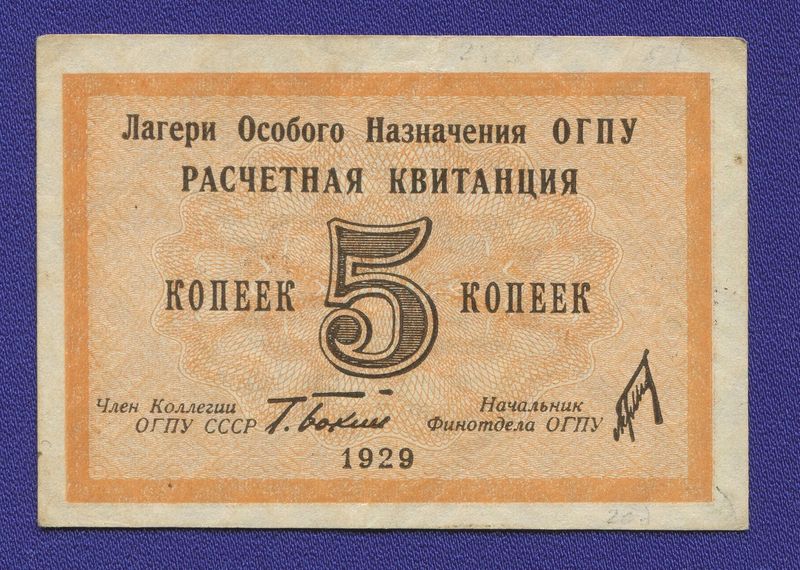 Лагери Особого Назначения ОГПУ
РАСЧЕТНАЯ КВИТАНЦИЯ
КОПЕЕК 5 КОПЕЕК
Член Коллегии
ОГПУ СССР Г. Бокий
Начальник
Финотдела ОГПУ
1929